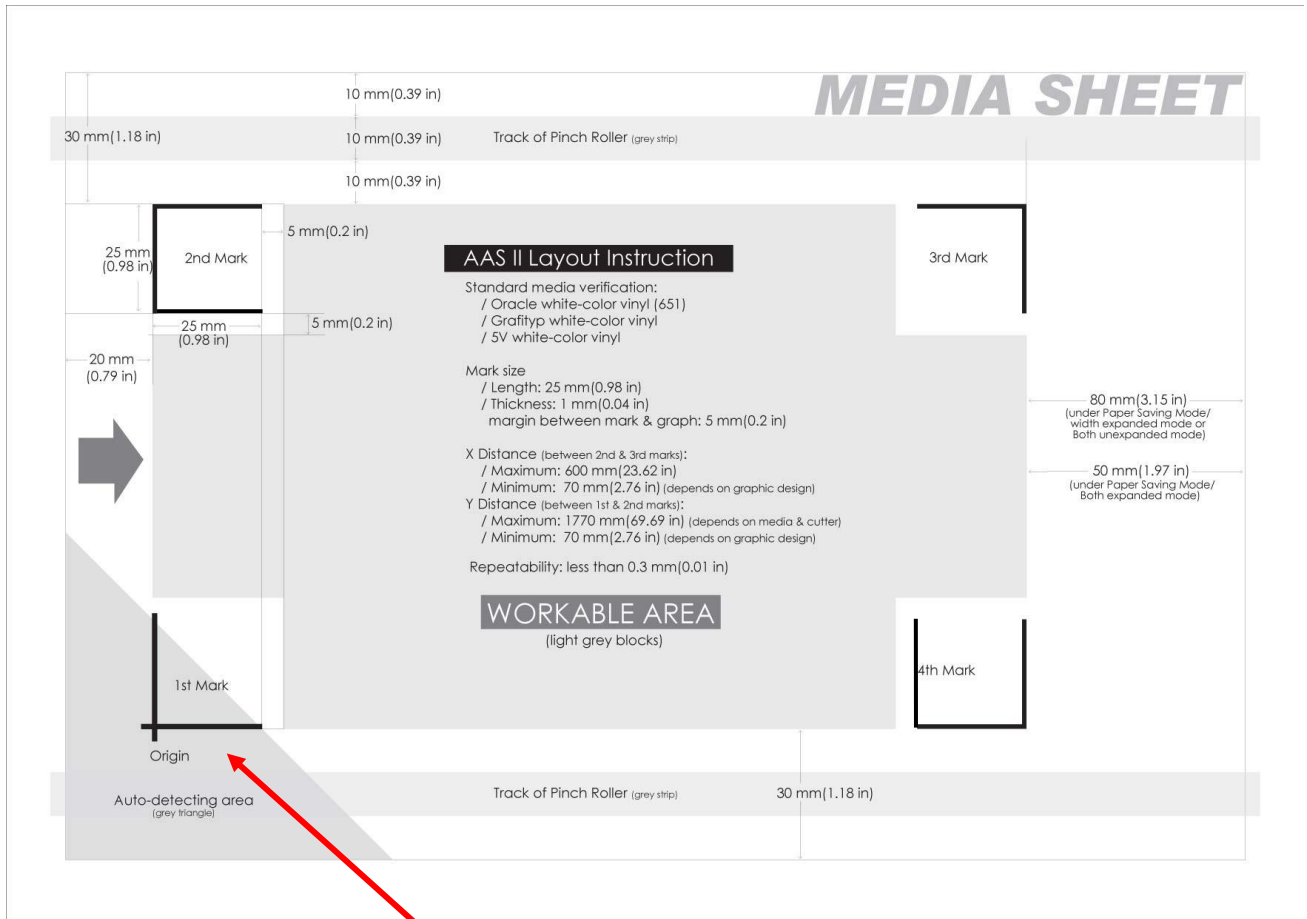 MEDIA SHEET
10 mm(0.39 in)
30 mm(1.18 in)
10 mm(0.39 in)
Track of Pinch Roller (grey strip)
10 mm(0.39 in)
5 mm(0.2 in)
25 mm
(0.98 in)
2nd Mark
3rd Mark
AAS II Layout Instruction
Standard media verification:
/ Oracle white-color vinyl (651)
/ Grafityp white-color vinyl
/ 5V white-color vinyl
25 mm
(0.98 in)
5 mm(0.2 in)
20 mm
(0.79 in)
Mark size
/ Length: 25 mm(0.98 in)
/ Thickness: 1 mm(0.04 in)
margin between mark & graph: 5 mm(0.2 in)
80 mm(3.15 in)
(under Paper Saving Mode/
width expanded mode or
Both unexpanded mode)
X Distance (between 2nd & 3rd marks):
/ Maximum: 600 mm(23.62 in)
/ Minimum: 70 mm(2.76 in) (depends on graphic design)
Y Distance (between 1st & 2nd marks):
/ Maximum: 1770 mm(69.69 in) (depends on media & cutter)
/ Minimum: 70 mm(2.76 in) (depends on graphic design)
50 mm(1.97 in)
(under Paper Saving Mode/
Both expanded mode)
Repeatability: less than 0.3 mm(0.01 in)
WORKABLE AREA
(light grey blocks)
1st Mark
4th Mark
Origin
Auto-detecting area
(grey triangle)
Track of Pinch Roller (grey strip)
30 mm(1.18 in)